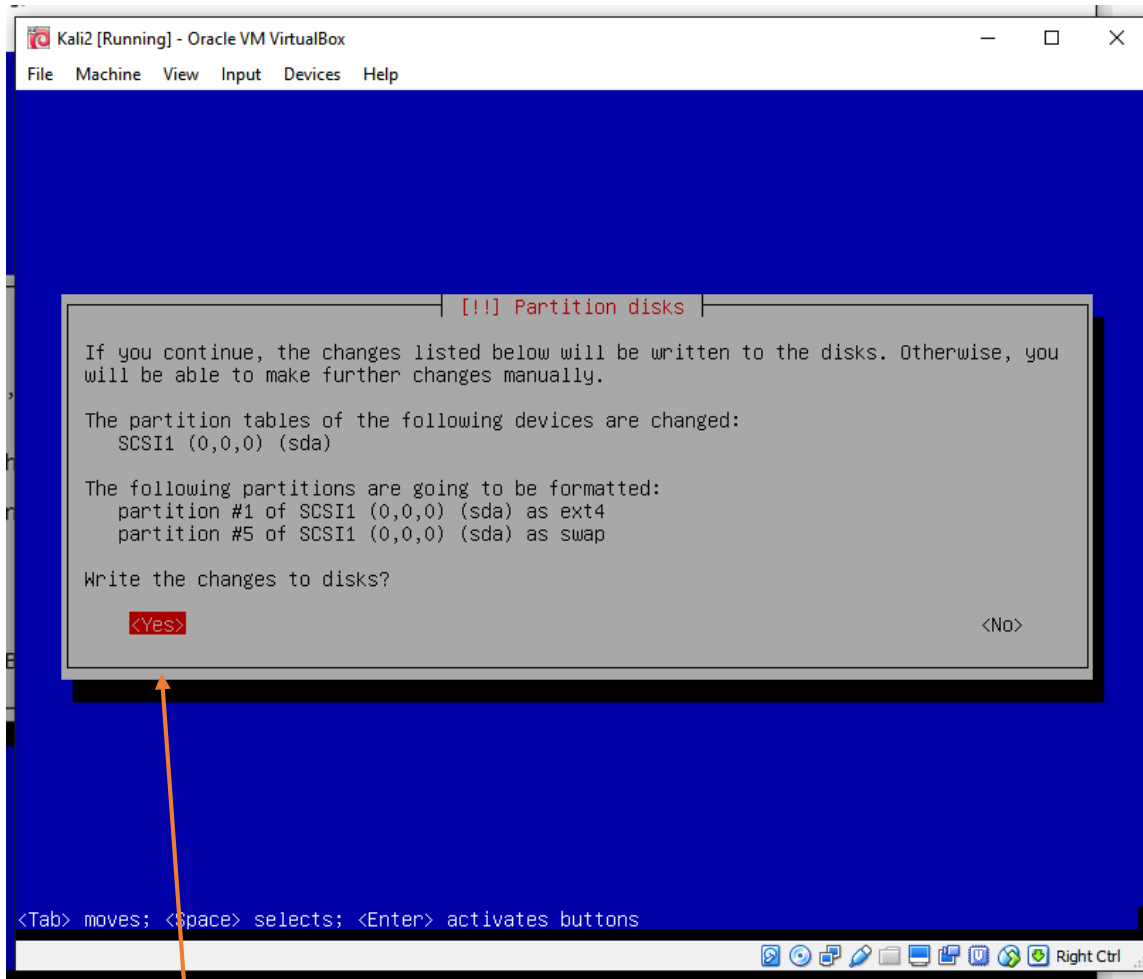 Kali2 [Running] - Oracle VM VirtualBox
File Machine View Input Devices Help
[!!] Partition disks
If you continue, the changes listed below will be written to the disks. Otherwise, you
will be able to make further changes manually.
The partition tables of the following devices are changed:
SCSI1 (0,0,0) (sda)
The following partitions are going to be formatted:
partition #1 of SCSI1 (0,0,0) (sda) as ext4
partition #5 of SCSI1 (0,0,0) (sda) as swap
Write the changes to disks?
<Yes> <No>
<Tab> moves; <Space> selects; <Enter> activates buttons
Right Ctrl